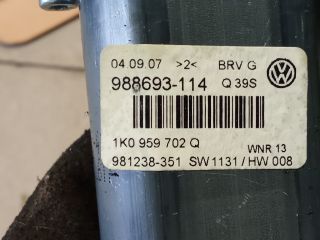 04.09.07 >2< BRV G
988693-114 Q 39S
1K0 959 702 Q WNR 13
981238-351 SW1131/HW 008